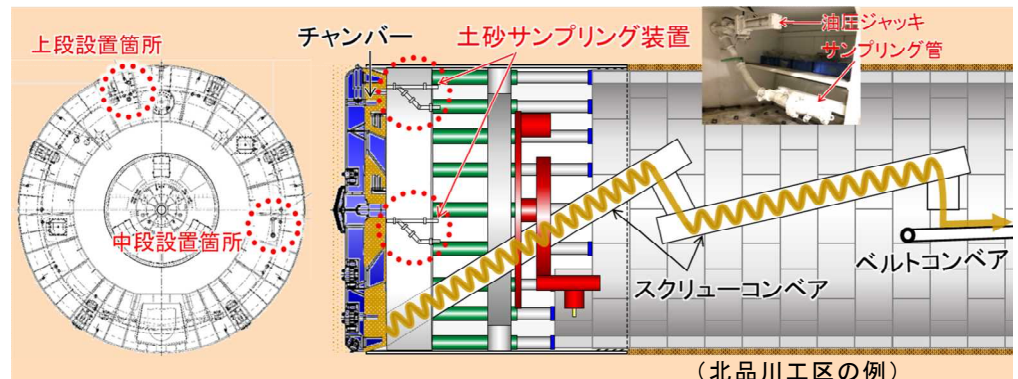 上段設置箇所
中段設置箇所
チャンバー
土砂サンプリング装置
油圧ジャッキ
サンプリング管
スクリューコンベア
ベルトコンベア
(北品川工区の例)